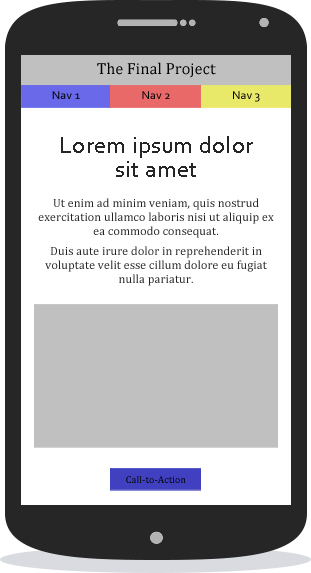 The Final Project
Nav 1 Nav 2 Nav 3
Lorem ipsum dolor
sit amet
Ut enim ad minim veniam, quis nostrud
exercitation ullamco laboris nisi ut aliquip ex
ea commodo consequat.
Duis aute irure dolor in reprehenderit in
voluptate velit esse cillum dolore eu fugiat
nulla pariatur.
Call-to-Action